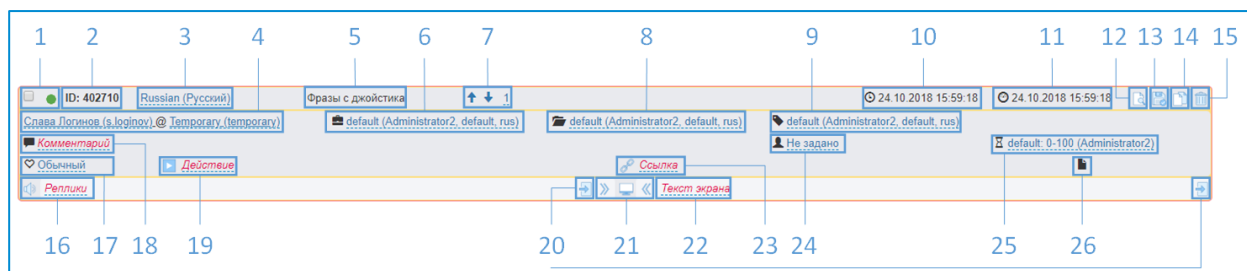 1 2 3 4 5 6 7 8 9 10 11 12 13 14 15
ID: 402710 Russian (Русский) Фразы с джойстика 1 24.10.2018 15:59:18 24.10.2018 15:59:18
Слава Логинов (s.loginov) @ Temporary (temporary) default (Administrator2, default, rus) default (Administrator2, default, rus) default (Administrator2, default, rus)
Комментарий Не задано default: 0-100 (Administrator2)
Обычный Действие Ссылка
Реплики Текст экрана
16 17 18 19 20 21 22 23 24 25 26